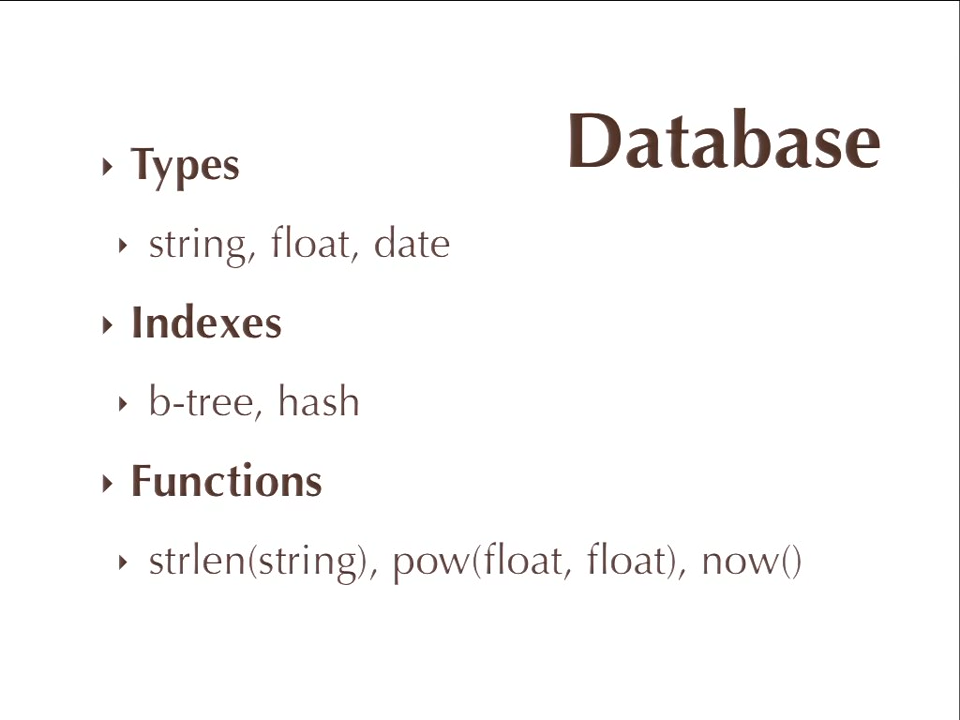 Database
Types
string, float, date
Indexes
b-tree, hash
Functions
strlen(string), pow(float, float), now()